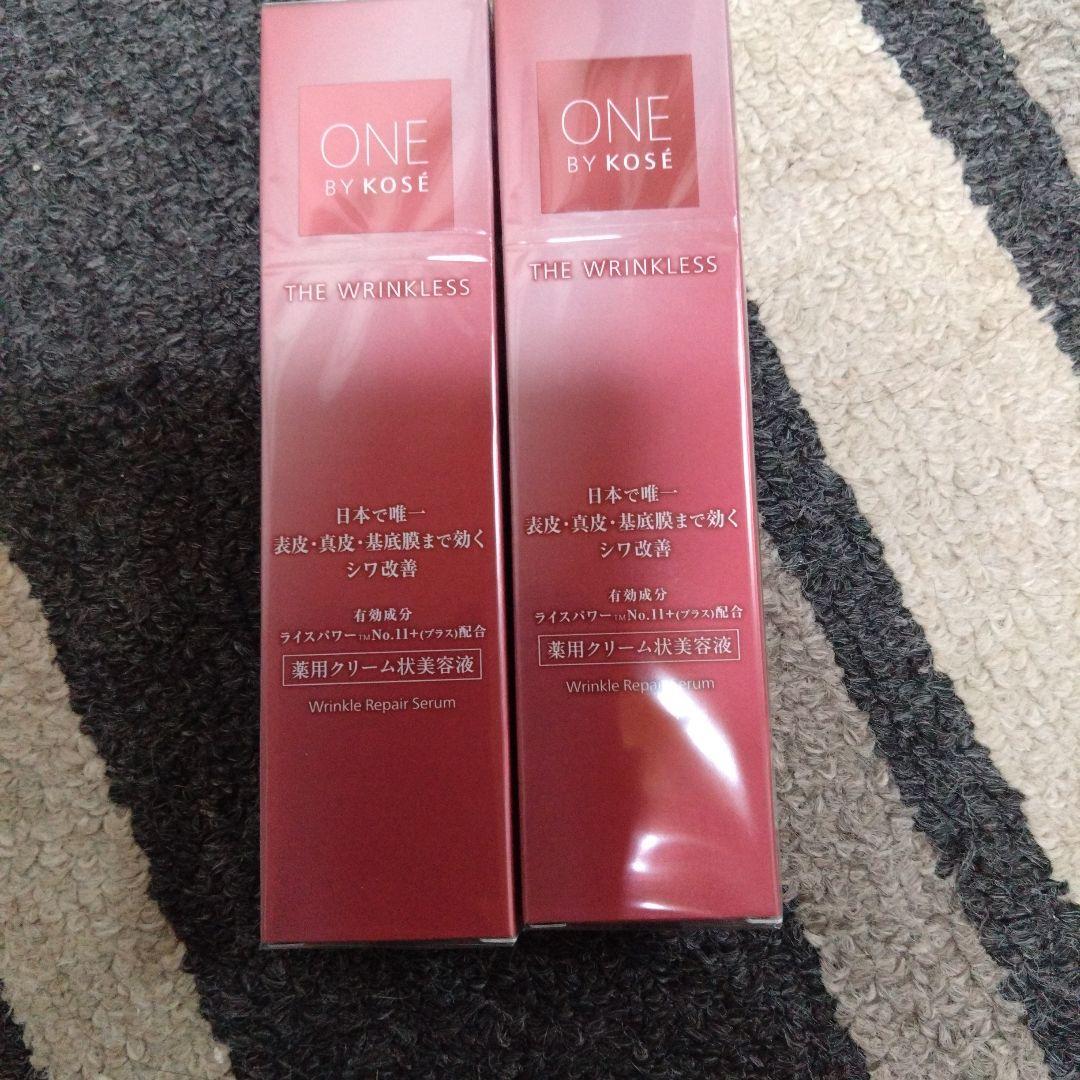 ONE
BY KOSÉ
THE WRINKLESS
日本で唯一
表皮・真皮・基底膜まで効く
シワ改善
有効成分
ライスパワー™No.11+(プラス)配合
薬用クリーム状美容液
Wrinkle Repair Serum
ONE
BY KOSÉ
THE WRINKLESS
日本で唯一
表皮・真皮・基底膜まで効く
シワ改善
有効成分
ライスパワー™No.11+(プラス)配合
薬用クリーム状美容液
Wrinkle Repair Serum